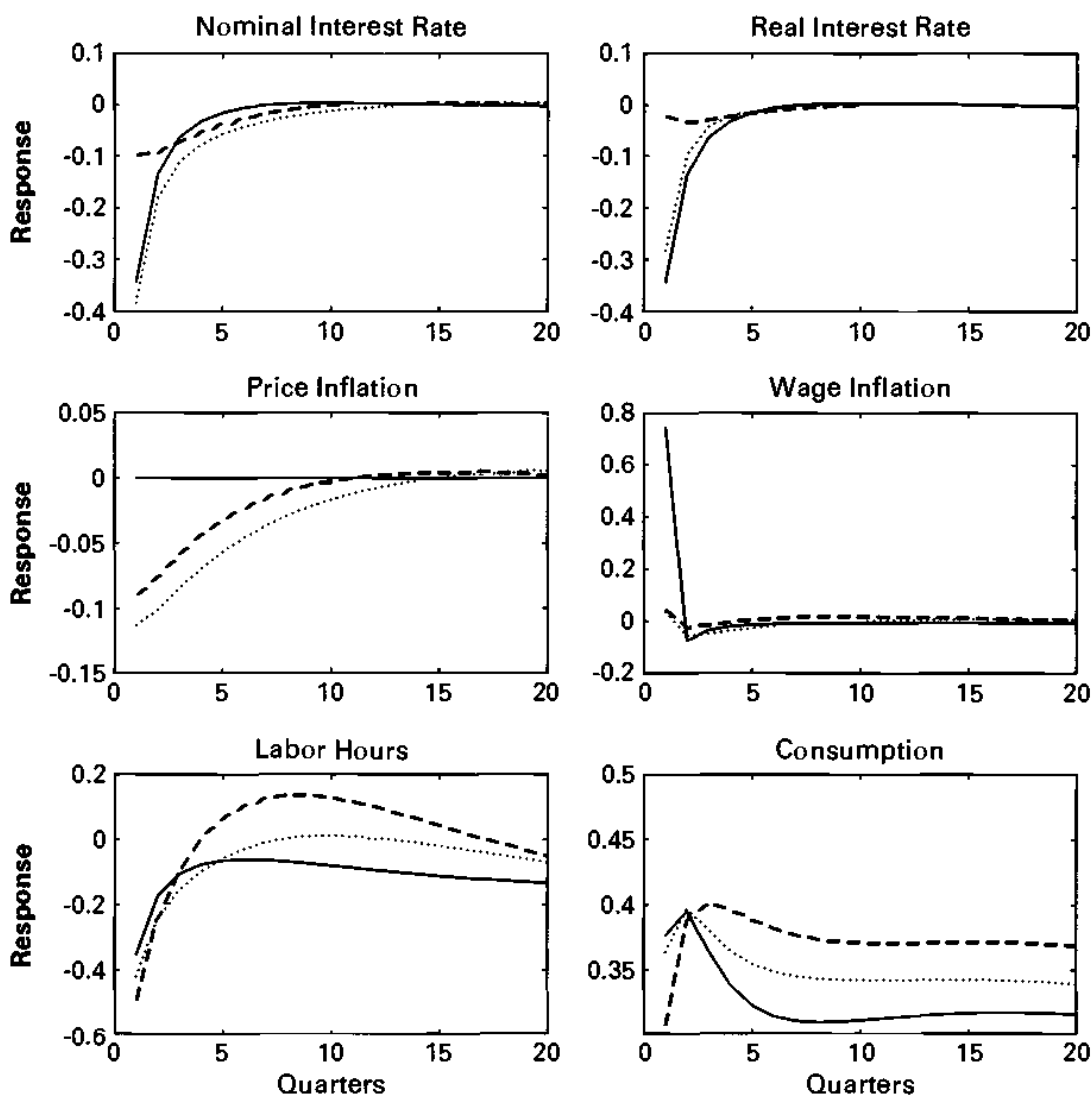 Nominal Interest Rate
Response
0.1
0
-0.1
-0.2
-0.3
-0.4
0 5 10 15 20
Real Interest Rate
0.1
0
-0.1
-0.2
-0.3
-0.4
0 5 10 15 20
Price Inflation
Response
0.05
0
-0.05
-0.1
-0.15
0 5 10 15 20
Wage Inflation
0.8
0.6
0.4
0.2
0
-0.2
0 5 10 15 20
Labor Hours
Response
0.2
0
-0.2
-0.4
-0.6
0 5 10 15 20
Quarters
Consumption
0.5
0.45
0.4
0.35
0 5 10 15 20
Quarters